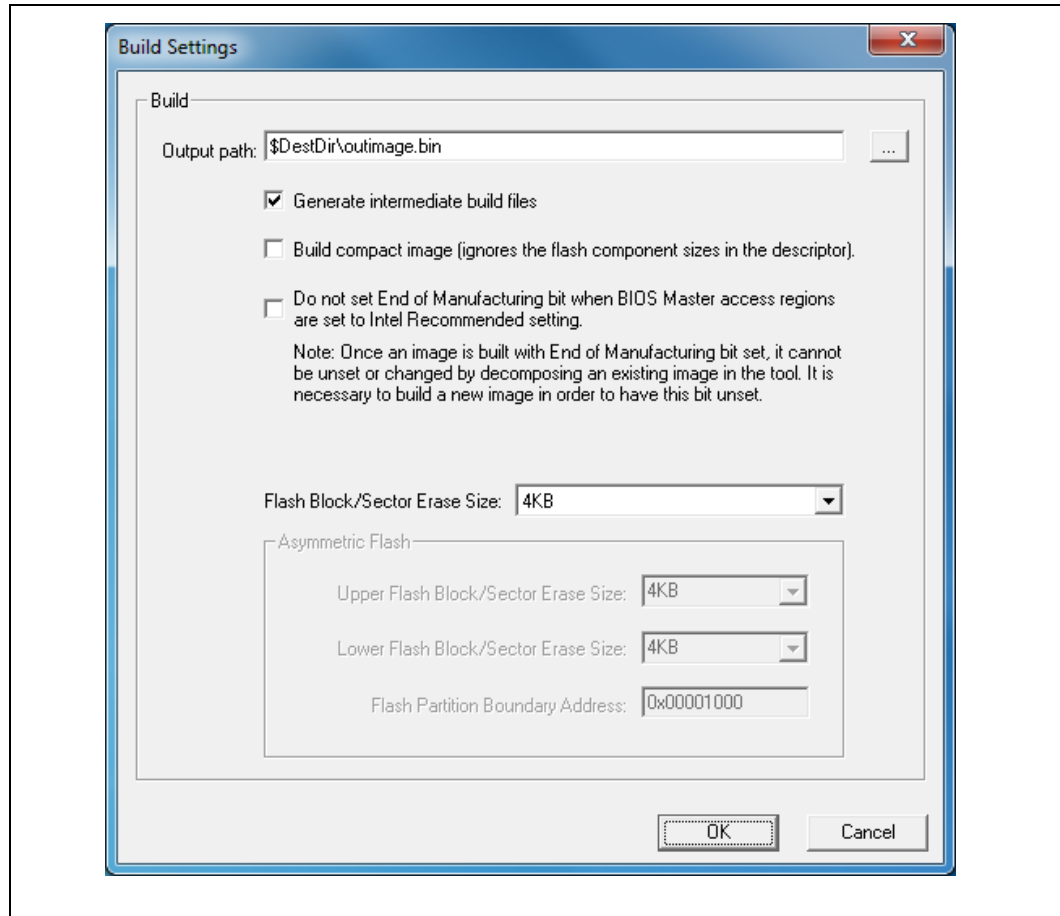 Build Settings
Build
Output path: $DestDir\outimage.bin ...
Generate intermediate build files
Build compact image (ignores the flash component sizes in the descriptor).
Do not set End of Manufacturing bit when BIOS Master access regions
are set to Intel Recommended setting.
Note: Once an image is built with End of Manufacturing bit set, it cannot
be unset or changed by decomposing an existing image in the tool. It is
necessary to build a new image in order to have this bit unset.
Flash Block/Sector Erase Size: 4KB
Asymmetric Flash
Upper Flash Block/Sector Erase Size: 4KB
Lower Flash Block/Sector Erase Size: 4KB
Flash Partition Boundary Address: 0x00001000
OK Cancel